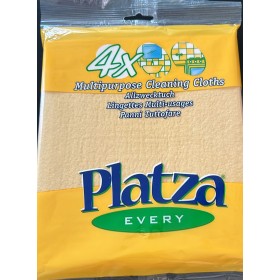 4x
Multipurpose Cleaning Cloths
Allzwecktuch
Lingettes Multi-usages
Panni Tuttofare
Platza
EVERY